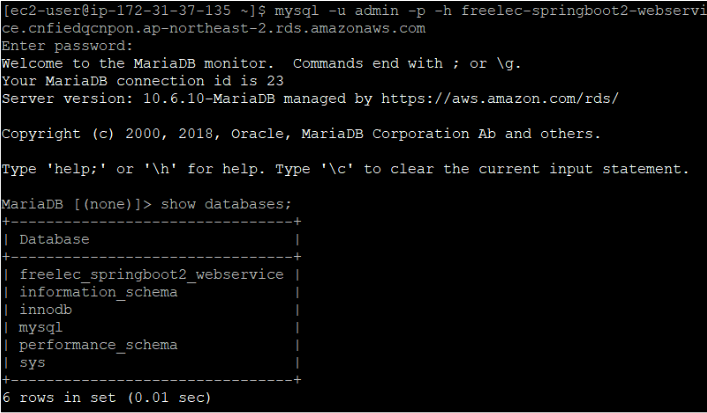 [ec2-user@ip-172-31-37-135 ~]$ mysql -u admin -p -h freelec-springboot2-webservi
ce.cnfiedqcnpon.ap-northeast-2.rds.amazonaws.com
Enter password:
Welcome to the MariaDB monitor.  Commands end with ; or \g.
Your MariaDB connection id is 23
Server version: 10.6.10-MariaDB managed by https://aws.amazon.com/rds/
Copyright (c) 2000, 2018, Oracle, MariaDB Corporation Ab and others.
Type 'help;' or '\h' for help. Type '\c' to clear the current input statement.
MariaDB [(none)]> show databases;
+--------------------------------+
| Database                       |
+--------------------------------+
| freelec_springboot2_webservice |
| information_schema             |
| innodb                         |
| mysql                          |
| performance_schema             |
| sys                            |
+--------------------------------+
6 rows in set (0.01 sec)